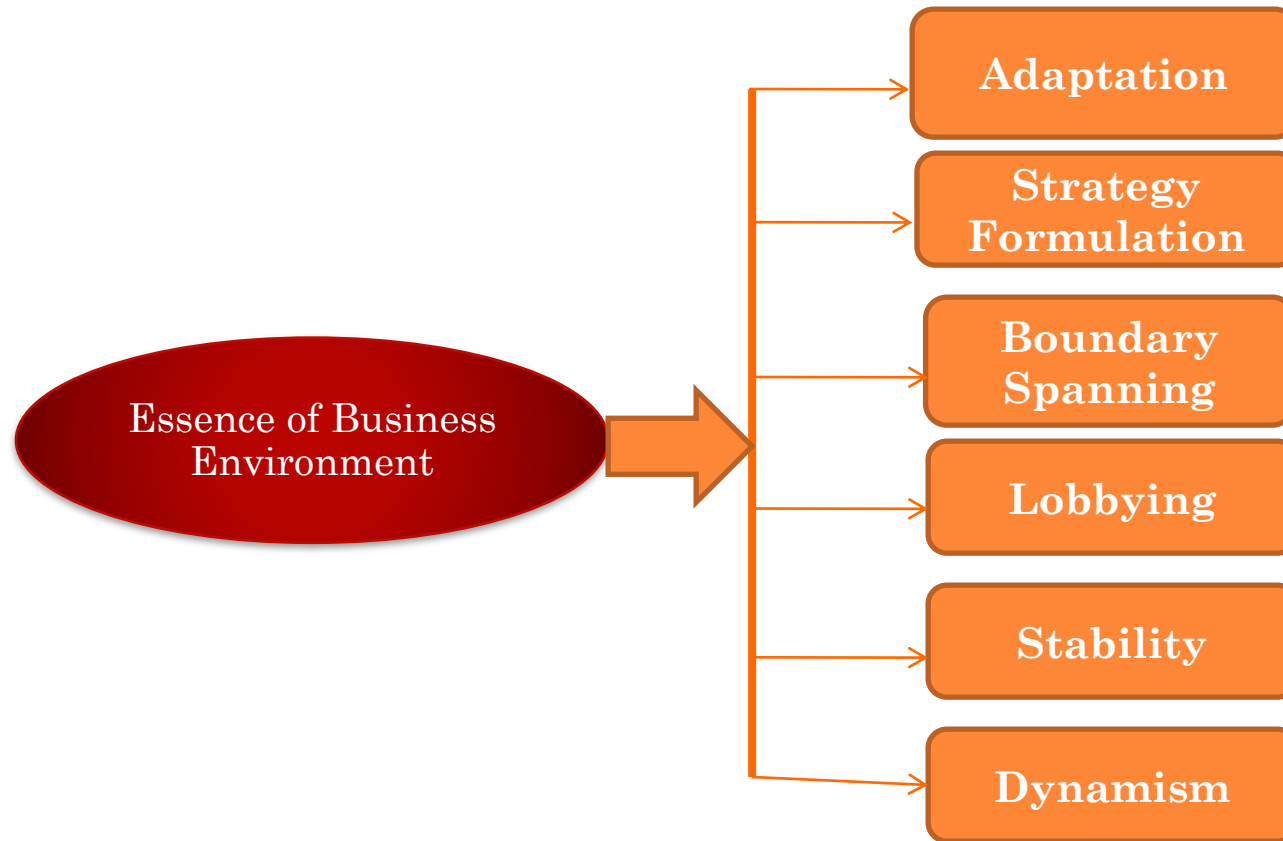 Essence of Business
Environment
Adaptation
Strategy
Formulation
Boundary
Spanning
Lobbying
Stability
Dynamism